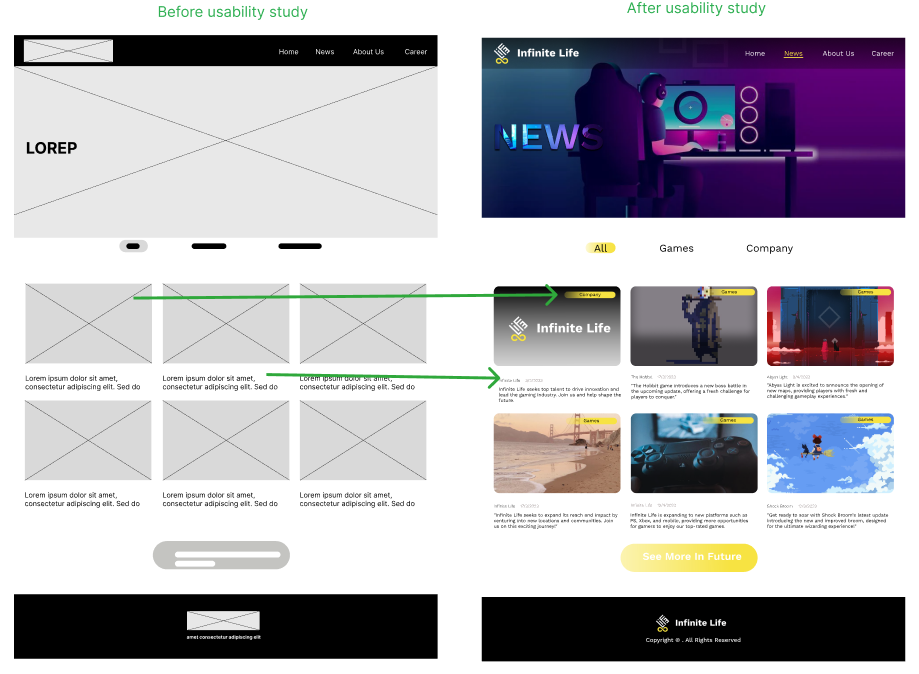 Before usability study
After usability study
Home News About Us Career
LOREP
Lorem ipsum dolor sit amet,
consectetur adipiscing elit. Sed do
Lorem ipsum dolor sit amet,
consectetur adipiscing elit. Sed do
Lorem ipsum dolor sit amet,
consectetur adipiscing elit. Sed do
Lorem ipsum dolor sit amet,
consectetur adipiscing elit. Sed do
Lorem ipsum dolor sit amet,
consectetur adipiscing elit. Sed do
Lorem ipsum dolor sit amet,
consectetur adipiscing elit. Sed do
amet consectetur adipiscing elit
Infinite Life
Home News About Us Career
NEWS
All Games Company
Company
Infinite Life
Games
Games
Infinite Life
Infinite Life seeks top talent to drive innovation and
lead the gaming industry. Join us and help shape the
future
"The Hobbit game introduces a new boss battle in
the upcoming update, offering a fresh challenge for
players to conquer."
Abyss Light
"Abyss Light is excited to announce the opening of
new maps, providing players with fresh and
challenging gameplay experiences."
Games
Games
Games
Infinite Life
"Infinite Life seeks to expand its reach and impact by
venturing into new locations and communities. Join
us on this exciting journey!"
Infinite Life
Infinite Life is expanding to new platforms such as
PS, Xbox, and mobile, providing more opportunities
for gamers to enjoy our top-rated games.
Shock Broom
"Get ready to soar with Shock Broom's latest update
introducing the new and improved broom, designed
for the ultimate wizarding experience!"
See More In Future
Infinite Life
Copyright © . All Rights Reserved